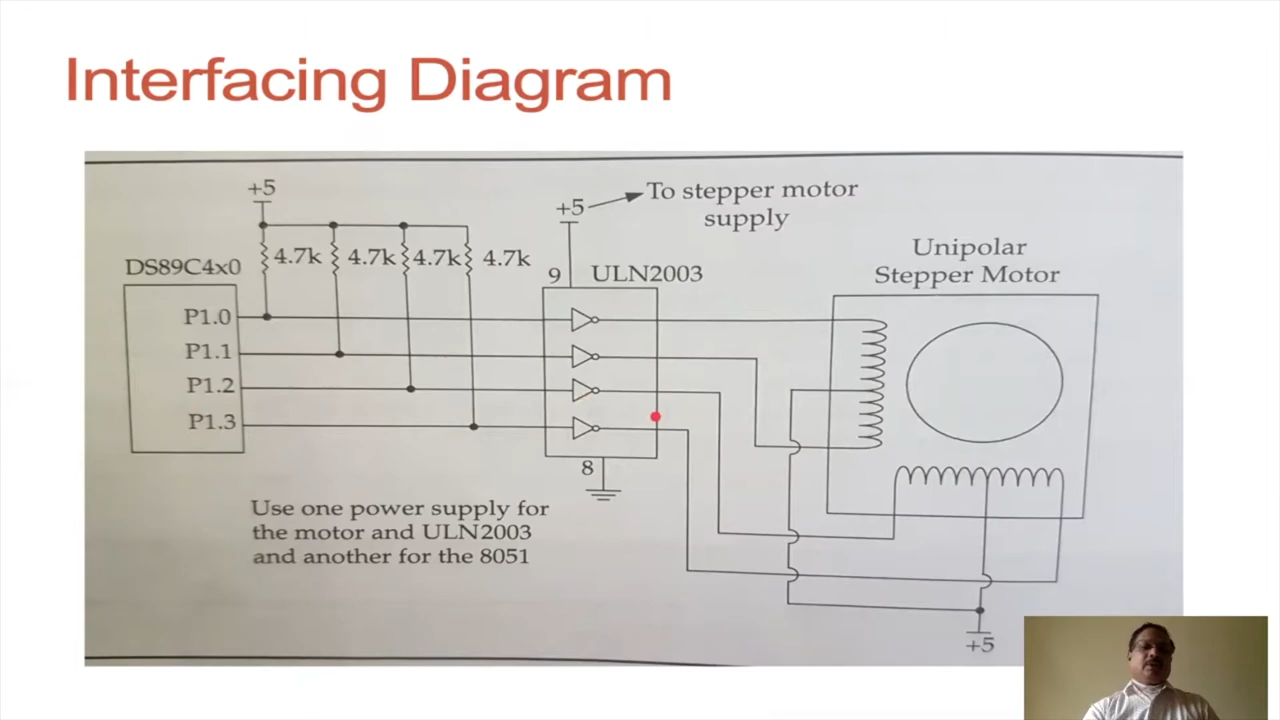 Interfacing Diagram
+5
+5
To stepper motor
supply
4.7k
4.7k
4.7k
4.7k
DS89C4x0
9
ULN2003
Unipolar
Stepper Motor
P1.0
P1.1
P1.2
P1.3
8
Use one power supply for
the motor and ULN2003
and another for the 8051
+5